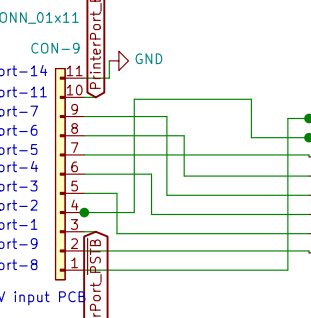 ONN_01x11
CON-9
GND
PrinterPort_
ort-14 11
ort-11 10
ort-7 9
ort-6 8
ort-5 7
ort-4 6
ort-3 5
ort-2 4
ort-1 3
ort-9 2
ort-8 1
rPort_PSTB
V input PCB